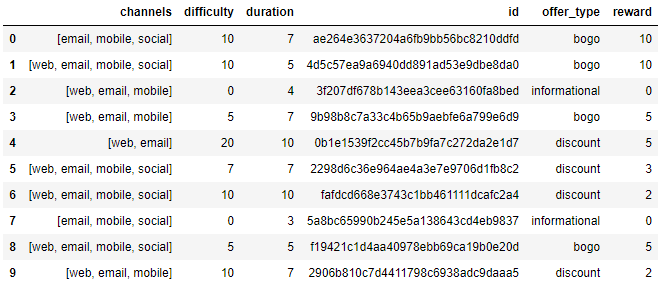 channels difficulty duration id offer_type reward
0 [email, mobile, social] 10 7 ae264e3637204a6fb9bb56bc8210ddfd bogo 10
1 [web, email, mobile, social] 10 5 4d5c57ea9a6940dd891ad53e9dbe8da0 bogo 10
2 [web, email, mobile] 0 4 3f207df678b143eea3cee63160fa8bed informational 0
3 [web, email, mobile] 5 7 9b98b8c7a33c4b65b9aebfe6a799e6d9 bogo 5
4 [web, email] 20 10 0b1e1539f2cc45b7b9fa7c272da2e1d7 discount 5
5 [web, email, mobile, social] 7 7 2298d6c36e964ae4a3e7e9706d1fb8c2 discount 3
6 [web, email, mobile, social] 10 10 fafdcd668e3743c1bb461111dcafc2a4 discount 2
7 [email, mobile, social] 0 3 5a8bc65990b245e5a138643cd4eb9837 informational 0
8 [web, email, mobile, social] 5 5 f19421c1d4aa40978ebb69ca19b0e20d bogo 5
9 [web, email, mobile] 10 7 2906b810c7d4411798c6938adc9daaa5 discount 2